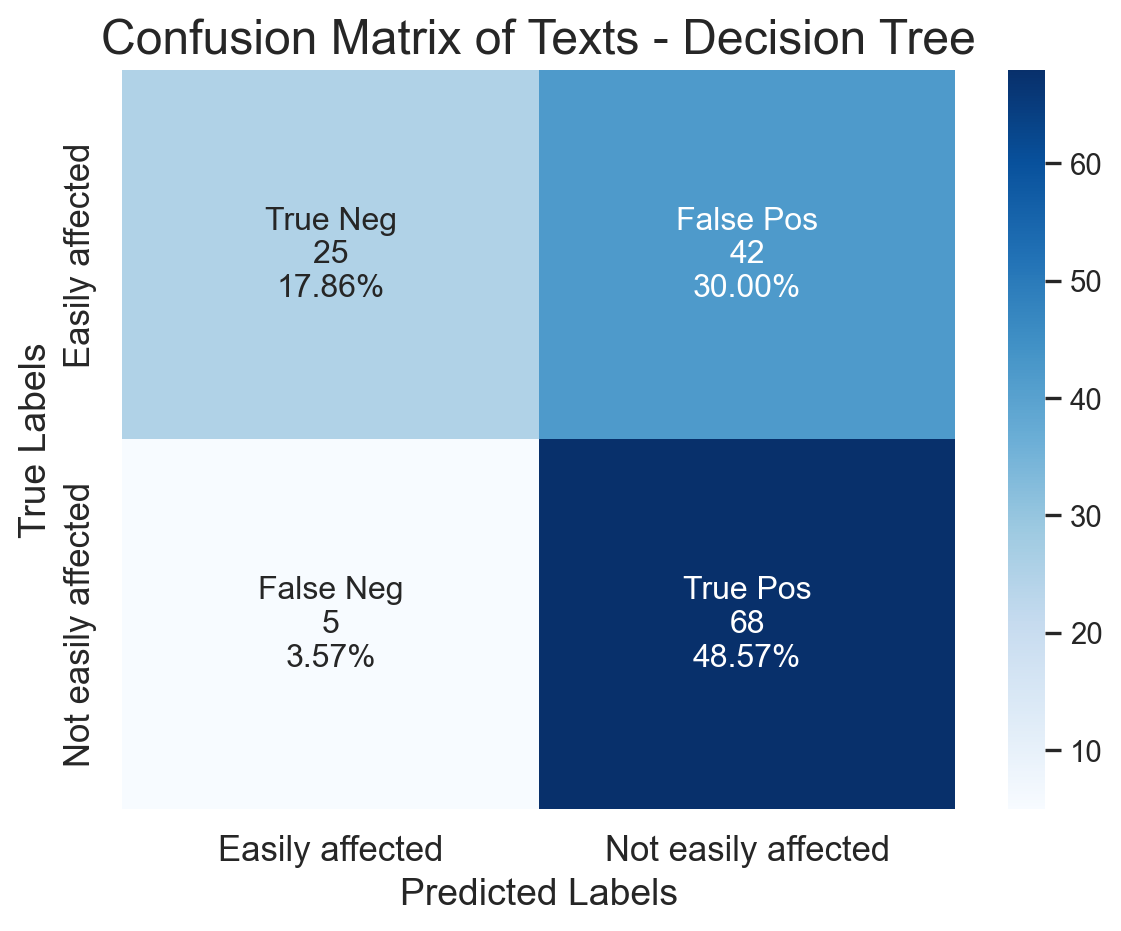 Confusion Matrix of Texts - Decision Tree
True Labels
Easily affected
Not easily affected
True Neg
25
17.86%
False Pos
42
30.00%
False Neg
5
3.57%
True Pos
68
48.57%
60
50
40
30
20
10
Easily affected
Not easily affected
Predicted Labels